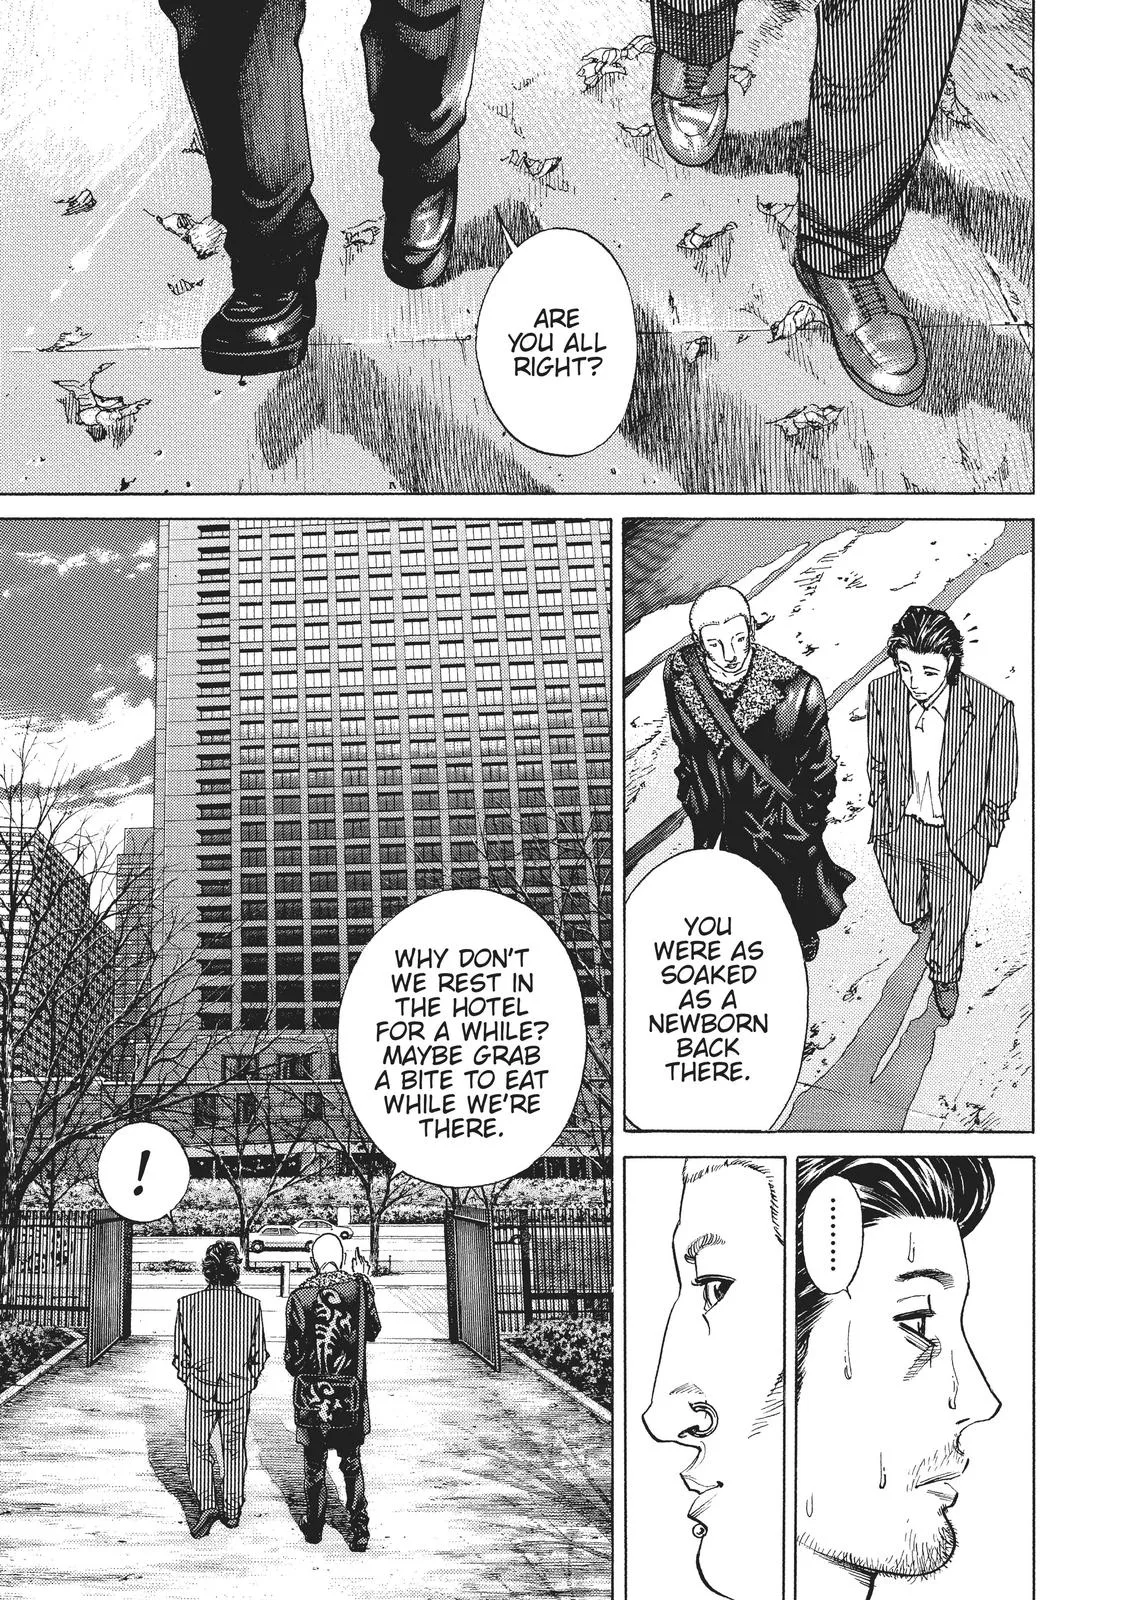 ARE
YOU ALL
RIGHT?
YOU
WERE AS
SOAKED
AS A
NEWBORN
BACK
THERE.
WHY DON'T
WE REST IN
THE HOTEL
FOR A WHILE?
MAYBE GRAB
A BITE TO EAT
WHILE WE'RE
THERE.
!
.........